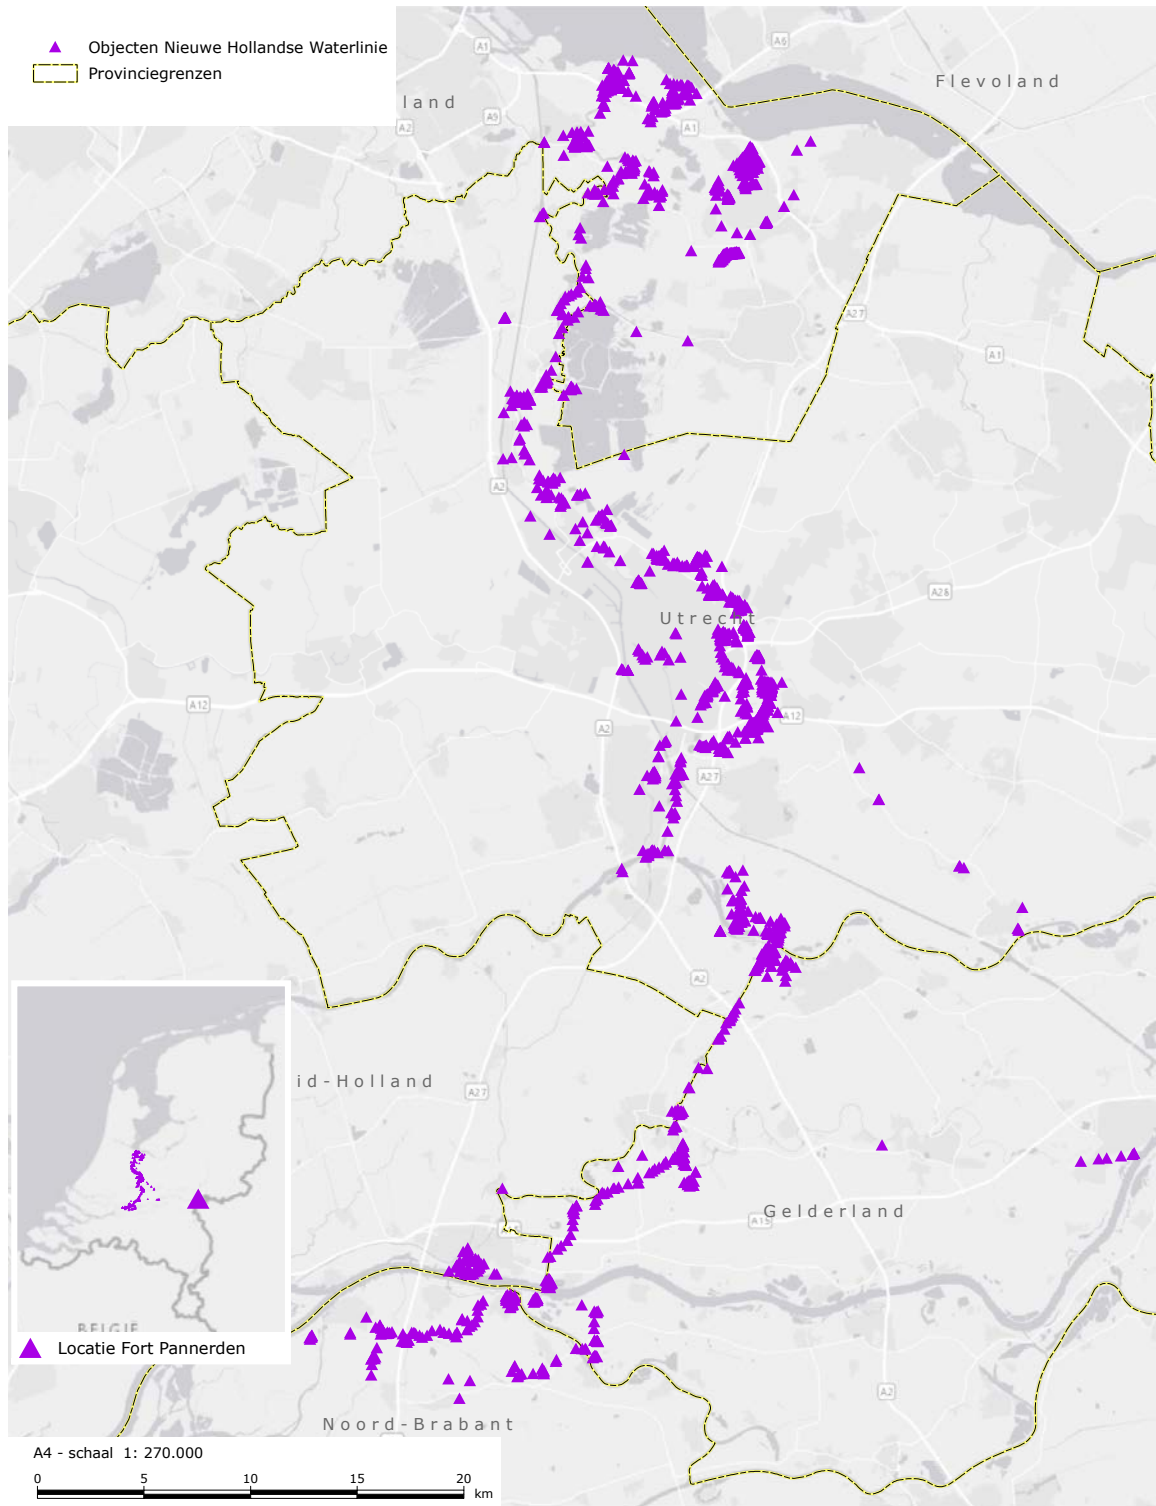 Objecten Nieuwe Hollandse Waterlinie
Provinciegrenzen
A1
A6
Flevoland
land
A9
A2
A1
A27
A1
A2
A28
Utrecht
A12
A2
A12
A27
A2
id-Holland
A27
Gelderland
A15
BELGIE
Locatie Fort Pannerden
A2
Noord-Brabant
A4 - schaal 1: 270.000
0 5 10 15 20
km